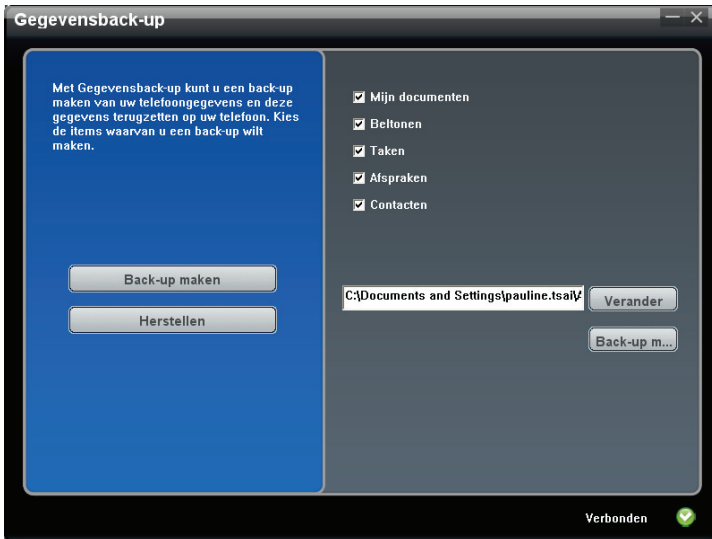 Gegevensback-up
Met Gegevensback-up kunt u een back-up
maken van uw telefoongegevens en deze
gegevens terugzetten op uw telefoon. Kies
de items waarvan u een back-up wilt
maken.
Back-up maken
Herstellen
Mijn documenten
Beltonen
Taken
Afspraken
Contacten
C:\Documents and Settings\pauline.tsai\
Verander
Back-up m...
Verbonden